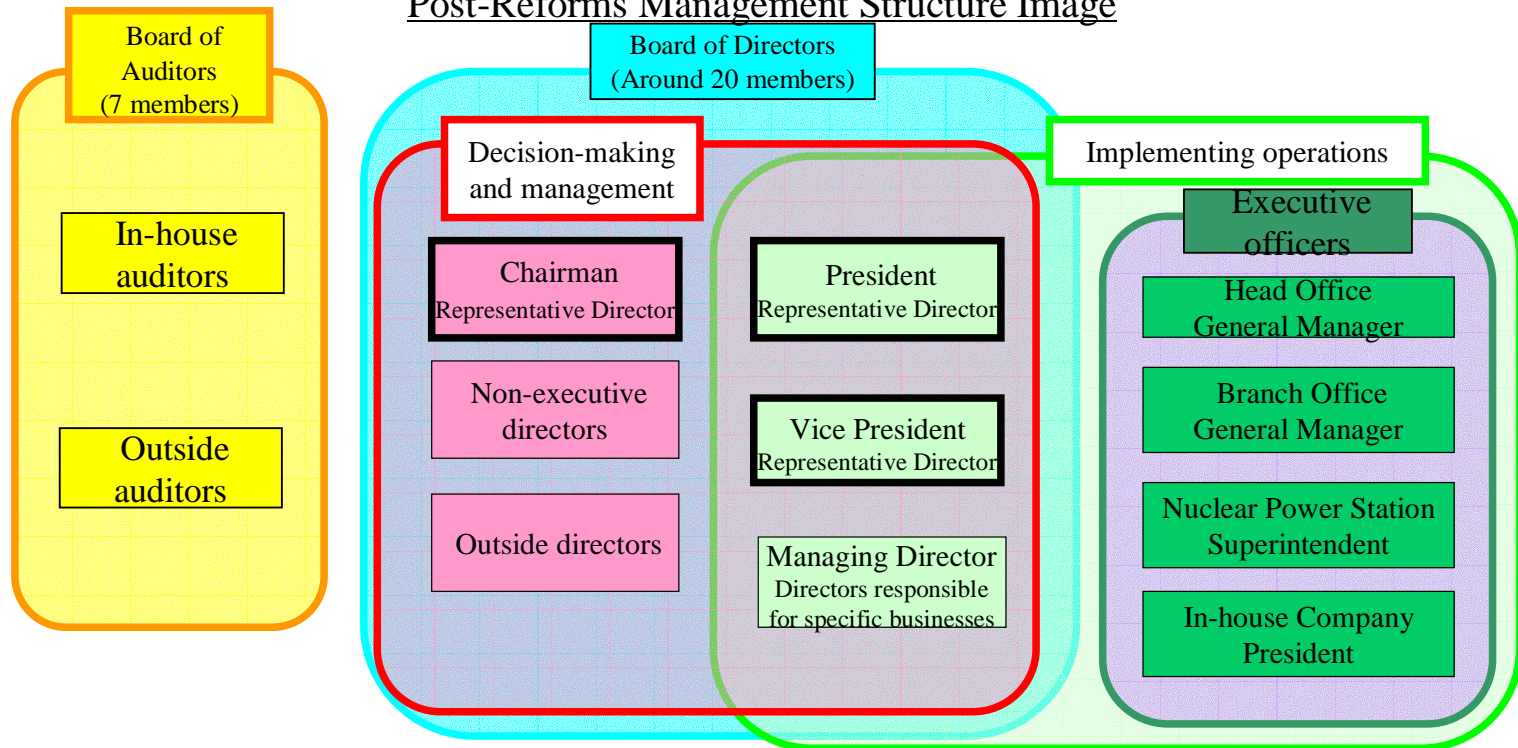 Post-Reforms Management Structure Image
Board of
Auditors
(7 members)
In-house
auditors
Outside
auditors
Board of Directors
(Around 20 members)
Decision-making
and management
Chairman
Representative Director
Non-executive
directors
Outside directors
President
Representative Director
Vice President
Representative Director
Managing Director
Directors responsible
for specific businesses
Implementing operations
Executive
officers
Head Office
General Manager
Branch Office
General Manager
Nuclear Power Station
Superintendent
In-house Company
President